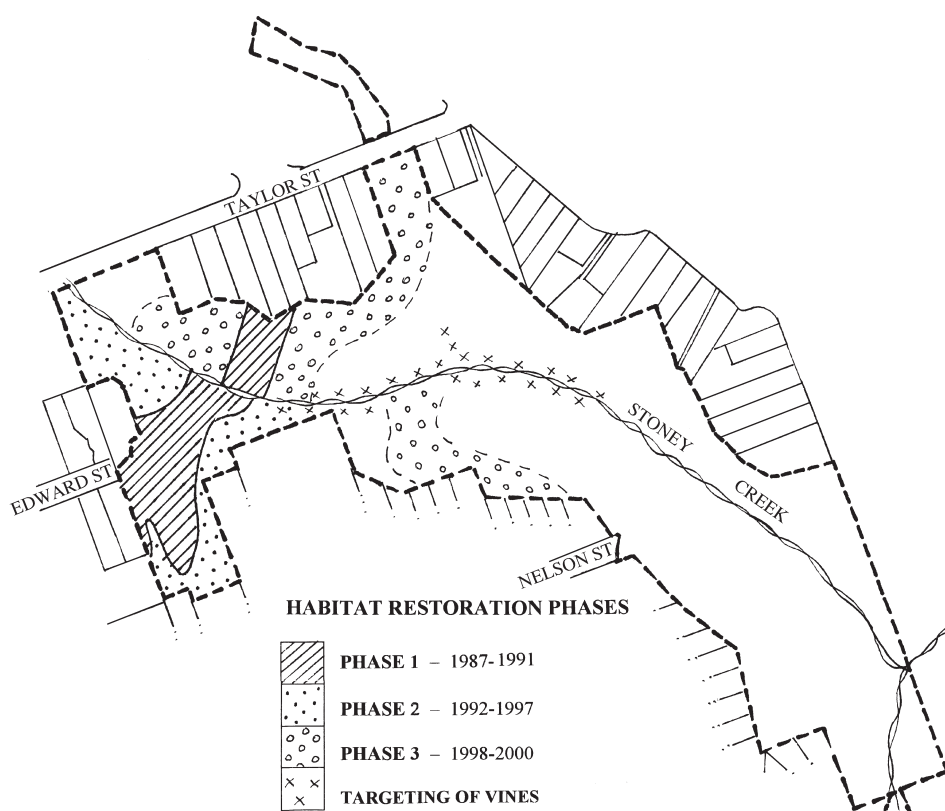 TAYLOR ST
STONEY
CREEK
EDWARD ST
NELSON ST
HABITAT RESTORATION PHASES
PHASE 1 – 1987-1991
PHASE 2 – 1992-1997
PHASE 3 – 1998-2000
TARGETING OF VINES